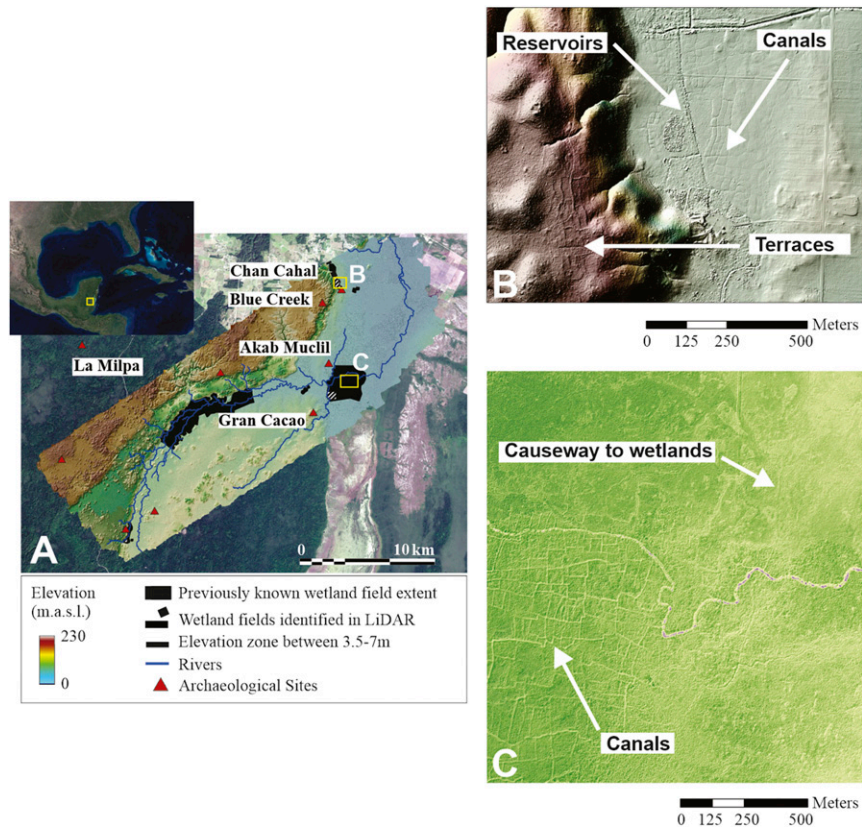 Chan Cahal
B
Blue Creek
Akab Muclil
La Milpa
C
Gran Cacao
A
0 10 km
Elevation
(m.a.s.l.)
230
0
Previously known wetland field extent
Wetland fields identified in LiDAR
Elevation zone between 3.5-7m
Rivers
Archaeological Sites
Reservoirs
Canals
Terraces
B
Meters
0 125 250 500
Causeway to wetlands
Canals
C
Meters
0 125 250 500